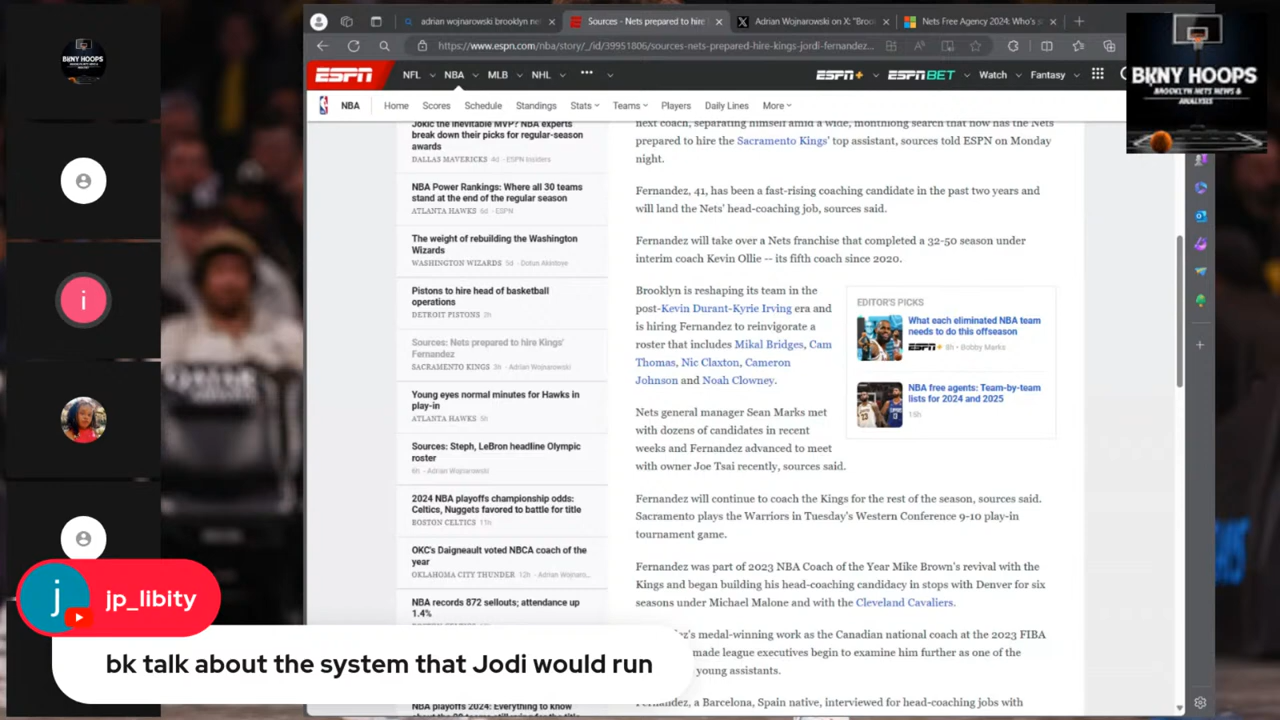 BKNY HOOPS
adrian wojnarowski brooklyn net
Sources - Nets prepared to hire
Adrian Wojnarowski on X: "Broo
Nets Free Agency 2024: Who's
https://www.espn.com/nba/story/_/id/39951806/sources-nets-prepared-hire-kings-jordi-fernandez...
BKNY HOOPS
BROOKLYN NETS NEWS &
ANALYSIS
ESPN NFL NBA MLB NHL ••• ESPN+ ESPN BET Watch Fantasy
NBA Home Scores Schedule Standings Stats Teams Players Daily Lines More
Jokic the inevitable MVP? NBA experts
break down their picks for regular-season
awards
DALLAS MAVERICKS 4d - ESPN Insiders
NBA Power Rankings: Where all 30 teams
stand at the end of the regular season
ATLANTA HAWKS 6d - ESPN
The weight of rebuilding the Washington
Wizards
WASHINGTON WIZARDS 5d - Dotun Akintoye
Pistons to hire head of basketball
operations
DETROIT PISTONS 2h
Sources: Nets prepared to hire Kings'
Fernandez
SACRAMENTO KINGS 3h - Adrian Wojnarowski
Young eyes normal minutes for Hawks in
play-in
ATLANTA HAWKS 5h
Sources: Steph, LeBron headline Olympic
roster
6h - Adrian Wojnarowski
2024 NBA playoffs championship odds:
Celtics, Nuggets favored to battle for title
BOSTON CELTICS 11h
OKC's Daigneault voted NBCA coach of the
year
OKLAHOMA CITY THUNDER 12h - Adrian Wojnaro...
NBA records 872 sellouts; attendance up
1.4%
NBA playoffs 2024: Everything to know
next coach, separating himself amid a wide, monthlong search that now has the Nets
prepared to hire the Sacramento Kings' top assistant, sources told ESPN on Monday
night.
Fernandez, 41, has been a fast-rising coaching candidate in the past two years and
will land the Nets' head-coaching job, sources said.
Fernandez will take over a Nets franchise that completed a 32-50 season under
interim coach Kevin Ollie -- its fifth coach since 2020.
Brooklyn is reshaping its team in the
post-Kevin Durant-Kyrie Irving era and
is hiring Fernandez to reinvigorate a
roster that includes Mikal Bridges, Cam
Thomas, Nic Claxton, Cameron
Johnson and Noah Clowney.
EDITOR'S PICKS
What each eliminated NBA team
needs to do this offseason
ESPN+ 8h - Bobby Marks
NBA free agents: Team-by-team
lists for 2024 and 2025
15h
Nets general manager Sean Marks met
with dozens of candidates in recent
weeks and Fernandez advanced to meet
with owner Joe Tsai recently, sources said.
Fernandez will continue to coach the Kings for the rest of the season, sources said.
Sacramento plays the Warriors in Tuesday's Western Conference 9-10 play-in
tournament game.
Fernandez was part of 2023 NBA Coach of the Year Mike Brown's revival with the
Kings and began building his head-coaching candidacy in stops with Denver for six
seasons under Michael Malone and with the Cleveland Cavaliers.
ez's medal-winning work as the Canadian national coach at the 2023 FIBA
made league executives begin to examine him further as one of the
young assistants.
Fernandez, a Barcelona, Spain native, interviewed for head-coaching jobs with
i
j
jp_libity
bk talk about the system that Jodi would run